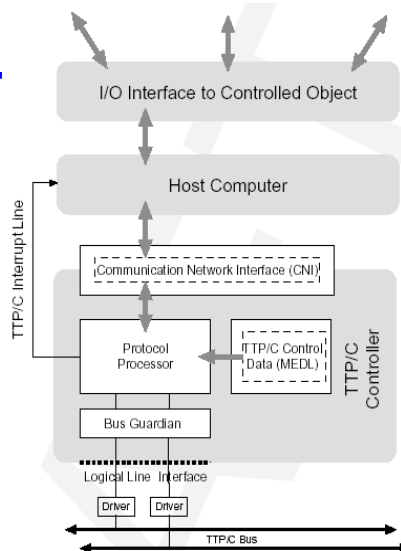 I/O Interface to Controlled Object
Host Computer
TTP/C Interrupt Line
Communication Network Interface (CNI)
Protocol
Processor
TTP/C Control
Data (MEDL)
TTP/C
Controller
Bus Guardian
Logical Line Interface
Driver
Driver
TTP/C Bus